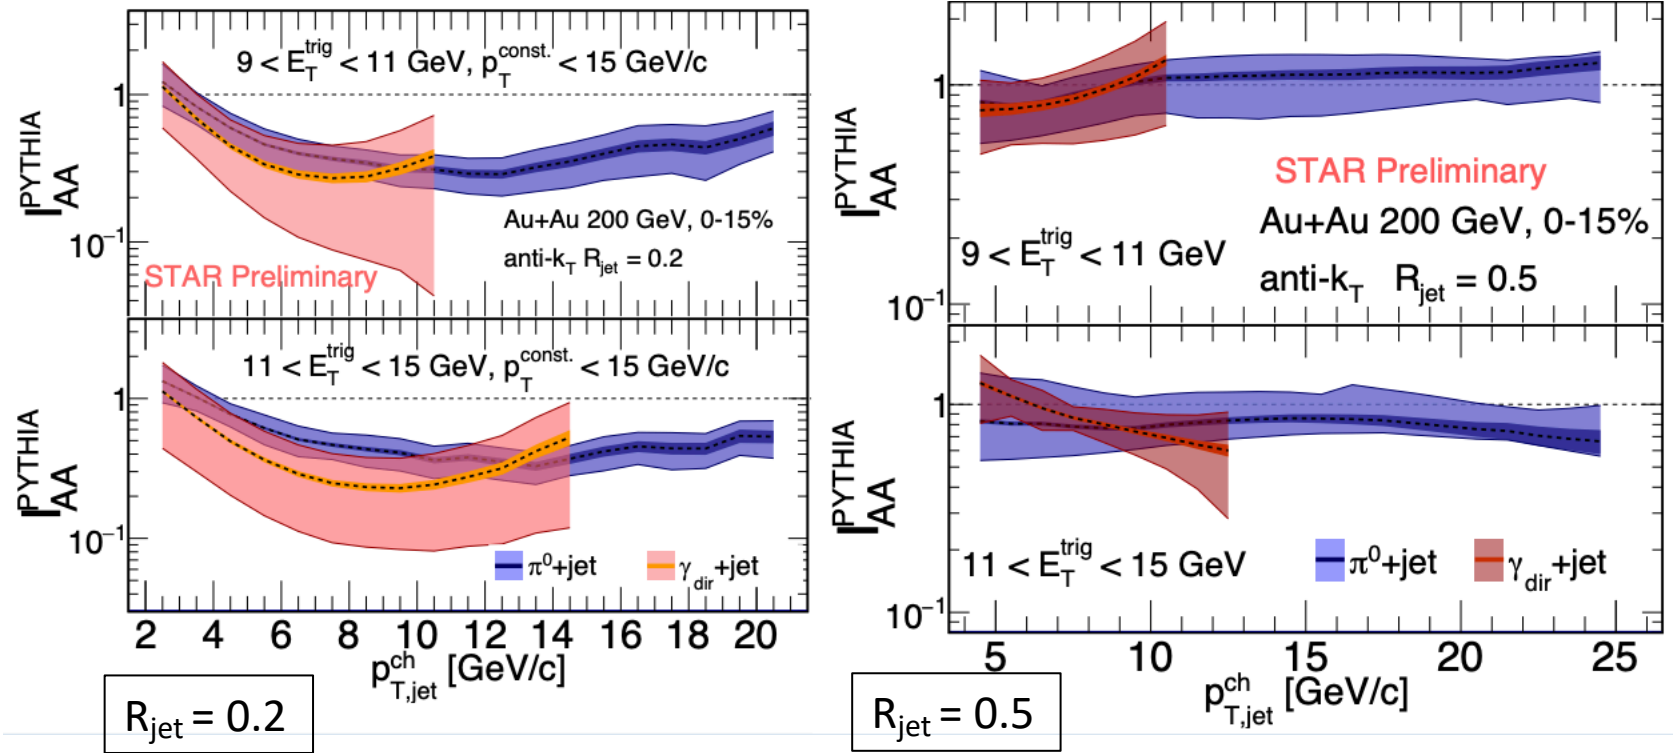 9 < E_T^trig < 11 GeV, p_T^const. < 15 GeV/c
1
I_AA^PYTHIA
10^-1
Au+Au 200 GeV, 0-15%
anti-k_T R_jet = 0.2
STAR Preliminary
11 < E_T^trig < 15 GeV, p_T^const. < 15 GeV/c
1
I_AA^PYTHIA
10^-1
π^0+jet
γ_dir+jet
2 4 6 8 10 12 14 16 18 20
p_T,jet^ch [GeV/c]
R_jet = 0.2
1
I_AA^PYTHIA
STAR Preliminary
Au+Au 200 GeV, 0-15%
9 < E_T^trig < 11 GeV
anti-k_T R_jet = 0.5
10^-1
1
I_AA^PYTHIA
11 < E_T^trig < 15 GeV
π^0+jet
γ_dir+jet
10^-1
5 10 15 20 25
p_T,jet^ch [GeV/c]
R_jet = 0.5